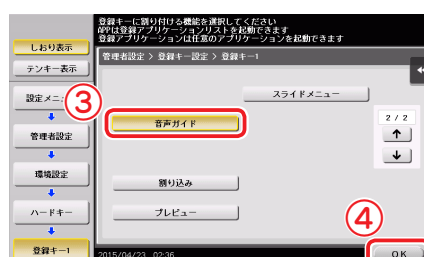 登録キーに割り付ける機能を選択してください
APPは登録アプリケーションリストを起動できます
登録アプリケーションは任意のアプリケーションを起動できます
しおり表示
テンキー表示
管理者設定 > 登録キー設定 > 登録キー1
設定メニュ
③
スライドメニュー
音声ガイド
2 / 2
↑
↓
管理者設定
環境設定
割り込み
ハードキー
プレビュー
④
登録キー1
2015/04/23 02:36
OK